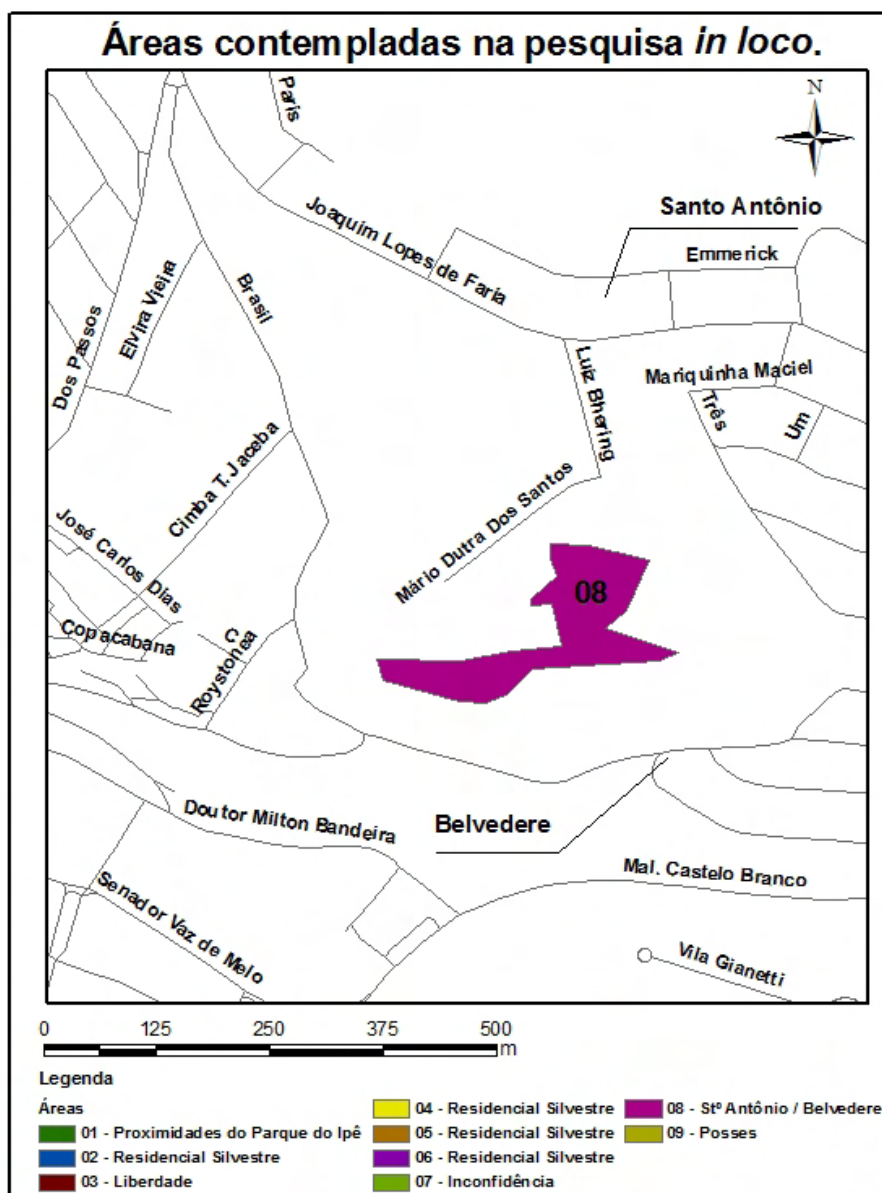 Áreas contempladas na pesquisa in loco.
N
Paris
Santo Antônio
Joaquim Lopes de Faria
Emmerick
Elvira Vieira
Brasil
Dos Passos
Luiz Bhering
Mariquinha Maciel
Três
Um
Cimba T. Jaceba
Mário Dutra Dos Santos
José Carlos Dias
08
Copacabana
C
Roystonea
Doutor Milton Bandeira
Belvedere
Mal. Castelo Branco
Senador Vaz de Melo
Vila Gianetti
0 125 250 375 500
m
Legenda
Áreas
01 - Proximidades do Parque do Ipê
02 - Residencial Silvestre
03 - Liberdade
04 - Residencial Silvestre
05 - Residencial Silvestre
06 - Residencial Silvestre
07 - Inconfidência
08 - Stº Antônio / Belvedere
09 - Posses